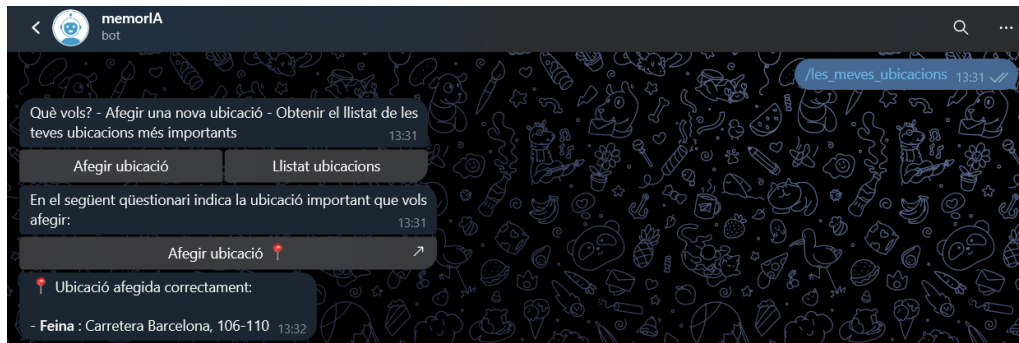 memorIA
bot
/les_meves_ubicacions 13:31
Què vols? - Afegir una nova ubicació - Obtenir el llistat de les
teves ubicacions més importants 13:31
Afegir ubicació Llistat ubicacions
En el següent qüestionari indica la ubicació important que vols
afegir: 13:31
Afegir ubicació
Ubicació afegida correctament:
- Feina : Carretera Barcelona, 106-110 13:32